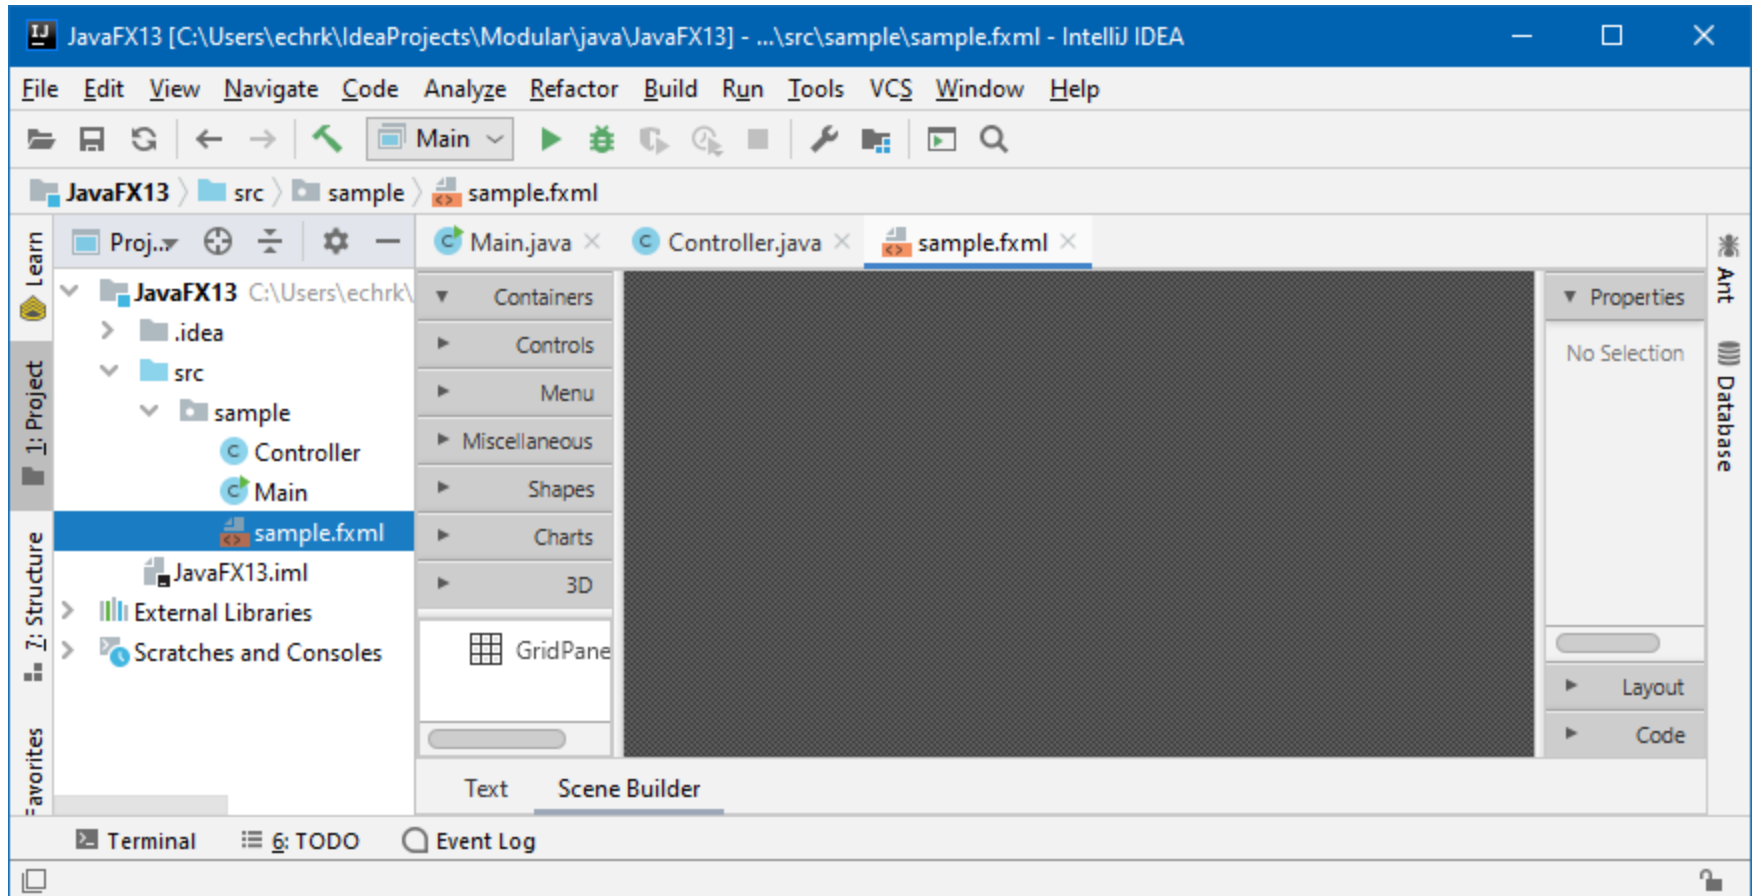 JavaFX13 [C:\Users\echrk\IdeaProjects\Modular\java\JavaFX13] - ...\src\sample\sample.fxml - IntelliJ IDEA
File Edit View Navigate Code Analyze Refactor Build Run Tools VCS Window Help
Main
JavaFX13 src sample sample.fxml
Learn
1: Project
7: Structure
Favorites
Proj..
JavaFX13 C:\Users\echrk\
.idea
src
sample
Controller
Main
sample.fxml
JavaFX13.iml
External Libraries
Scratches and Consoles
Main.java Controller.java sample.fxml
Containers
Controls
Menu
Miscellaneous
Shapes
Charts
3D
GridPane
Text Scene Builder
Properties
No Selection
Layout
Code
Ant
Database
Terminal 6: TODO Event Log